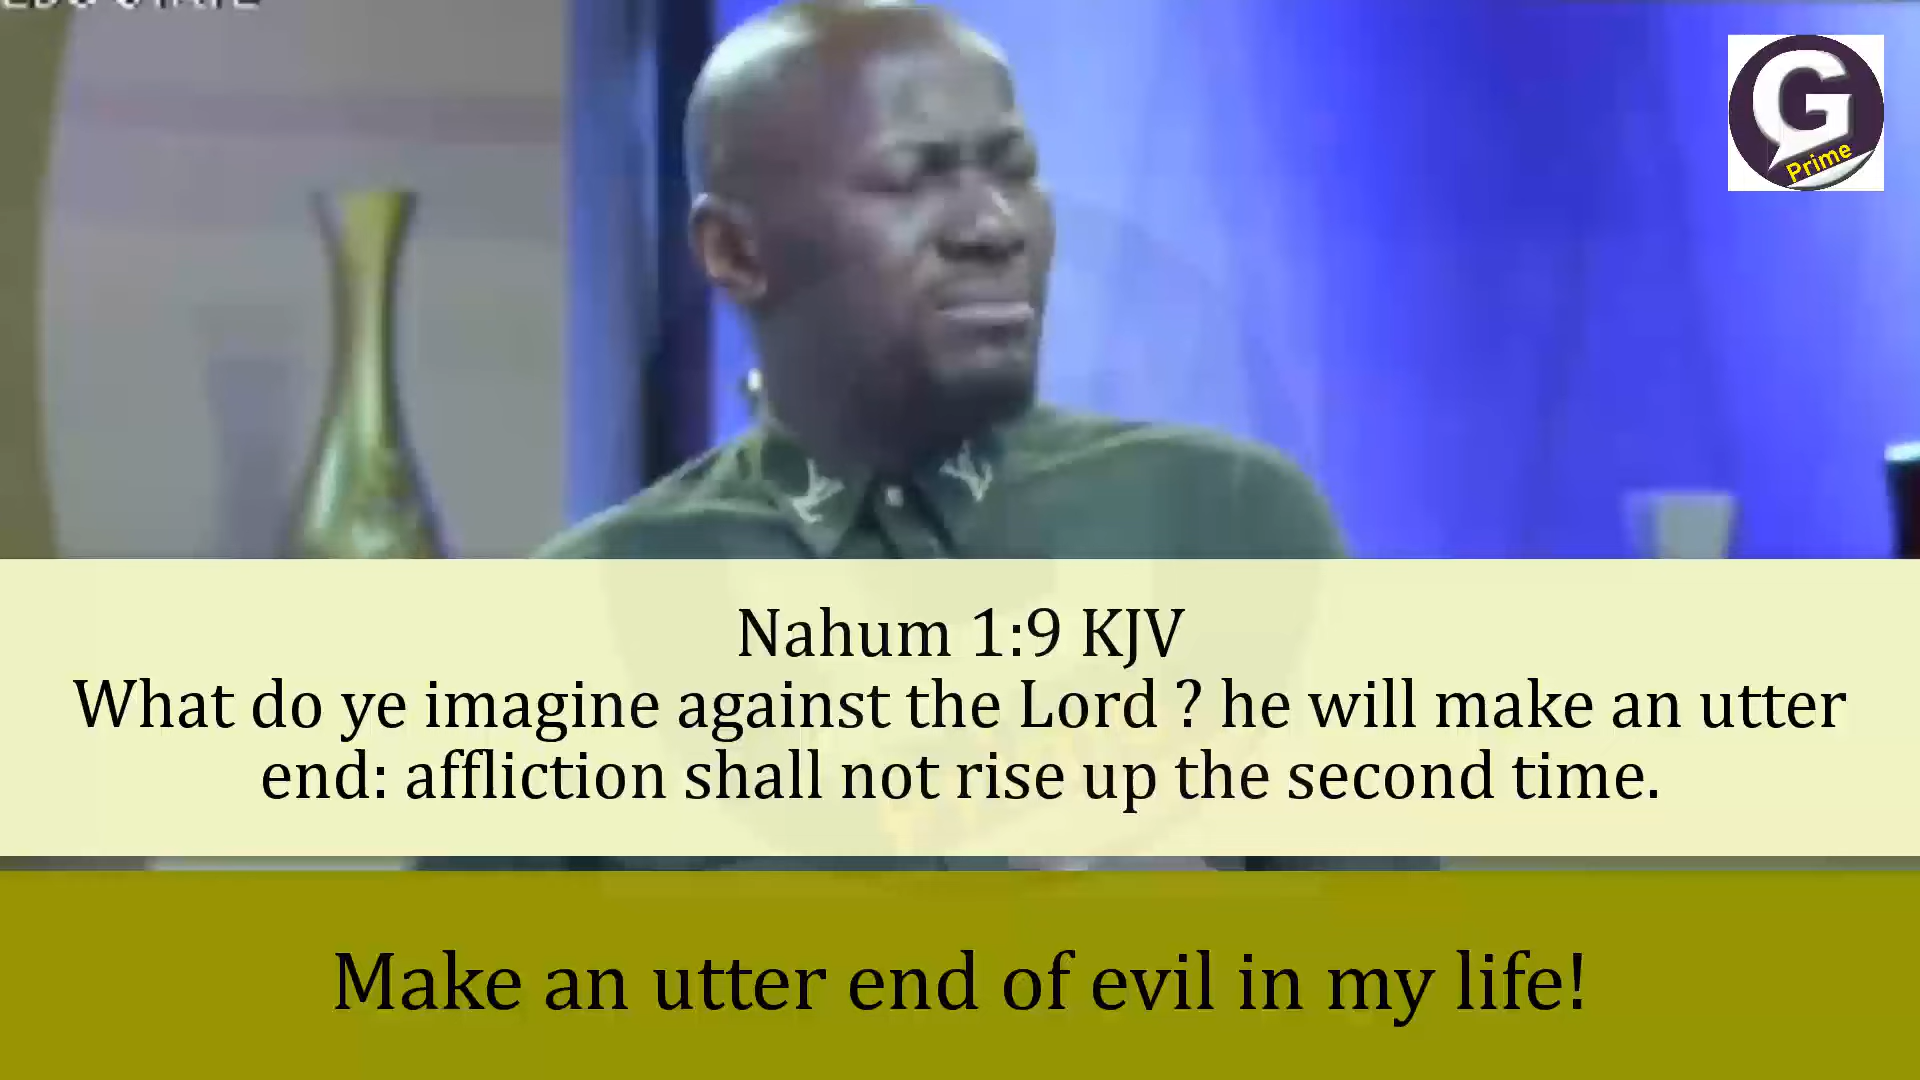 G
Prime
Nahum 1:9 KJV
What do ye imagine against the Lord ? he will make an utter
end: affliction shall not rise up the second time.
Make an utter end of evil in my life!